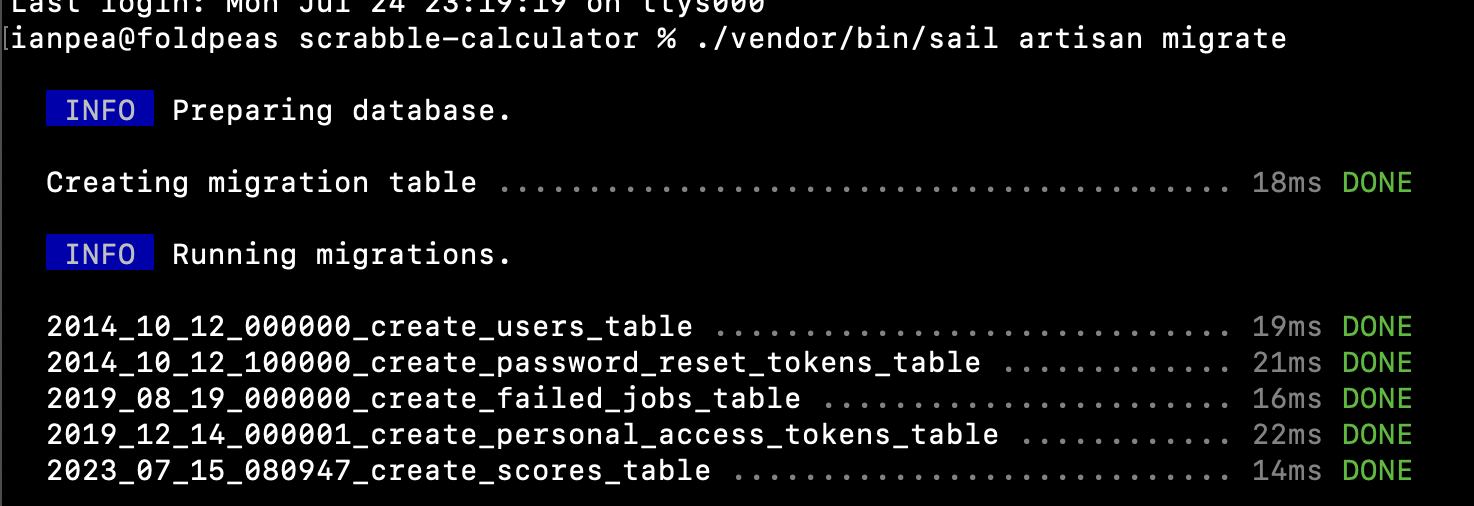 Last login: Mon Jul 24 23:19:19 on ttys000
[ianpea@foldpeas scrabble-calculator % ./vendor/bin/sail artisan migrate
INFO Preparing database.
Creating migration table ......................................... 18ms DONE
INFO Running migrations.
2014_10_12_000000_create_users_table ............................. 19ms DONE
2014_10_12_100000_create_password_reset_tokens_table ............. 21ms DONE
2019_08_19_000000_create_failed_jobs_table ....................... 16ms DONE
2019_12_14_000001_create_personal_access_tokens_table ............ 22ms DONE
2023_07_15_080947_create_scores_table ............................ 14ms DONE